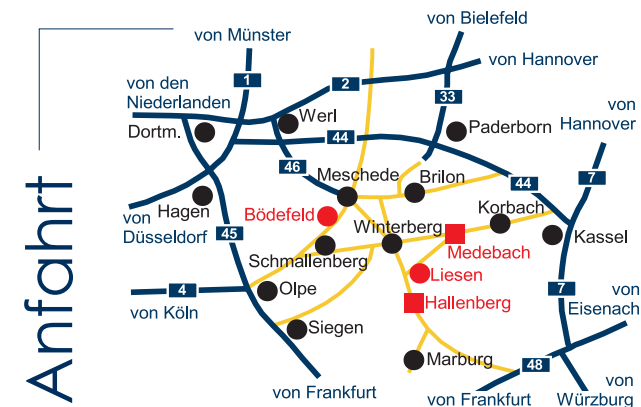 Anfahrt
von Münster
von Bielefeld
von Hannover
von den
Niederlanden
1
2
33
von
Hannover
Dortm.
Werl
44
Paderborn
46
Meschede
Brilon
44
7
Hagen
Bödefeld
Winterberg
Korbach
von
Düsseldorf
45
Medebach
Kassel
Schmallenberg
Liesen
4
Olpe
Hallenberg
7
von
Eisenach
von Köln
Siegen
Marburg
48
von Frankfurt
von Frankfurt
von
Würzburg